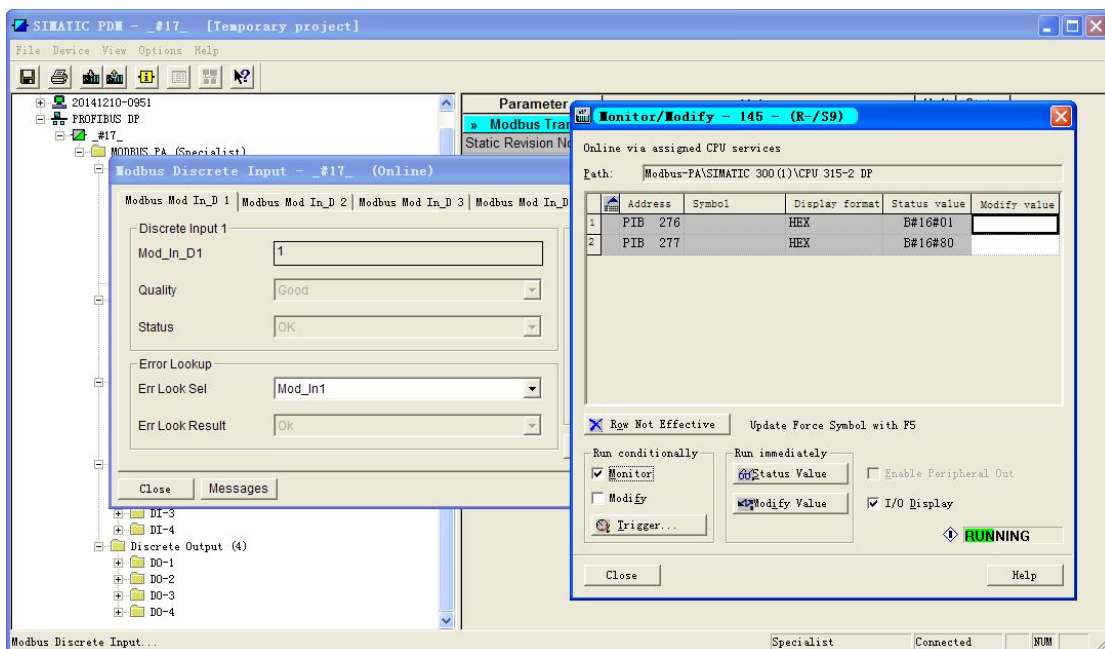 SIMATIC PDM - _#17_ [Temporary project]
File Device View Options Help
20141210-0951
PROFIBUS DP
_#17_
MODBUS PA (Specialist)
Parameter
» Modbus Tran
Static Revision No
Modbus Discrete Input - _#17_ (Online)
Modbus Mod In_D 1 Modbus Mod In_D 2 Modbus Mod In_D 3 Modbus Mod In_D
Discrete Input 1
Mod_In_D1 1
Quality Good
Status OK
Error Lookup
Err Look Sel Mod_In1
Err Look Result Ok
Close Messages
DI-3
DI-4
Discrete Output (4)
DO-1
DO-2
DO-3
DO-4
Monitor/Modify - 145 - (R-/S9)
Online via assigned CPU services
Path: Modbus-PA\SIMATIC 300(1)\CPU 315-2 DP
Address Symbol Display format Status value Modify value
1 PIB 276 HEX B#16#01
2 PIB 277 HEX B#16#80
Row Not Effective Update Force Symbol with F5
Run conditionally Run immediately
Monitor Status Value Enable Peripheral Out
Modify Modify Value I/O Display
Trigger...
RUNNING
Close Help
Modbus Discrete Input... Specialist Connected NUM